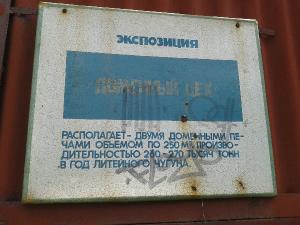 ЭКСПОЗИЦИЯ
ДОМЕННЫЙ ЦЕХ
РАСПОЛАГАЕТ - ДВУМЯ ДОМЕННЫМИ ПЕ-
ЧАМИ ОБЪЕМОМ ПО 250 М³, ПРОИЗВО-
ДИТЕЛЬНОСТЬЮ 260-270 ТЫСЯЧ ТОНН
В ГОД ЛИТЕЙНОГО ЧУГУНА.